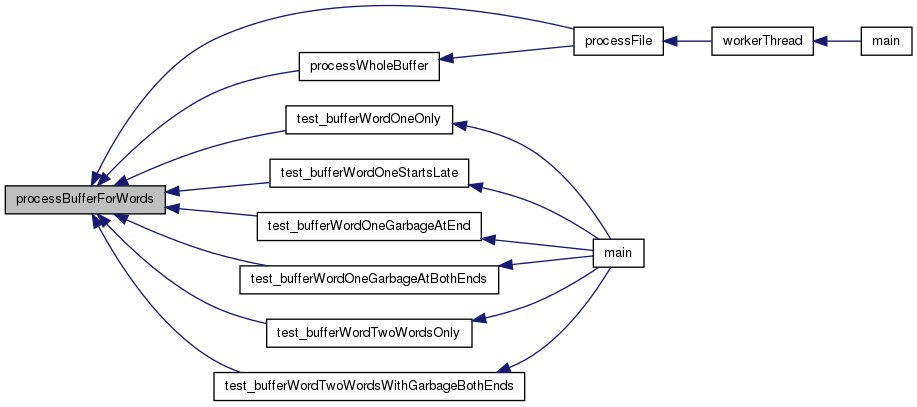 processFile
workerThread
main
processWholeBuffer
test_bufferWordOneOnly
test_bufferWordOneStartsLate
processBufferForWords
test_bufferWordOneGarbageAtEnd
main
test_bufferWordOneGarbageAtBothEnds
test_bufferWordTwoWordsOnly
test_bufferWordTwoWordsWithGarbageBothEnds